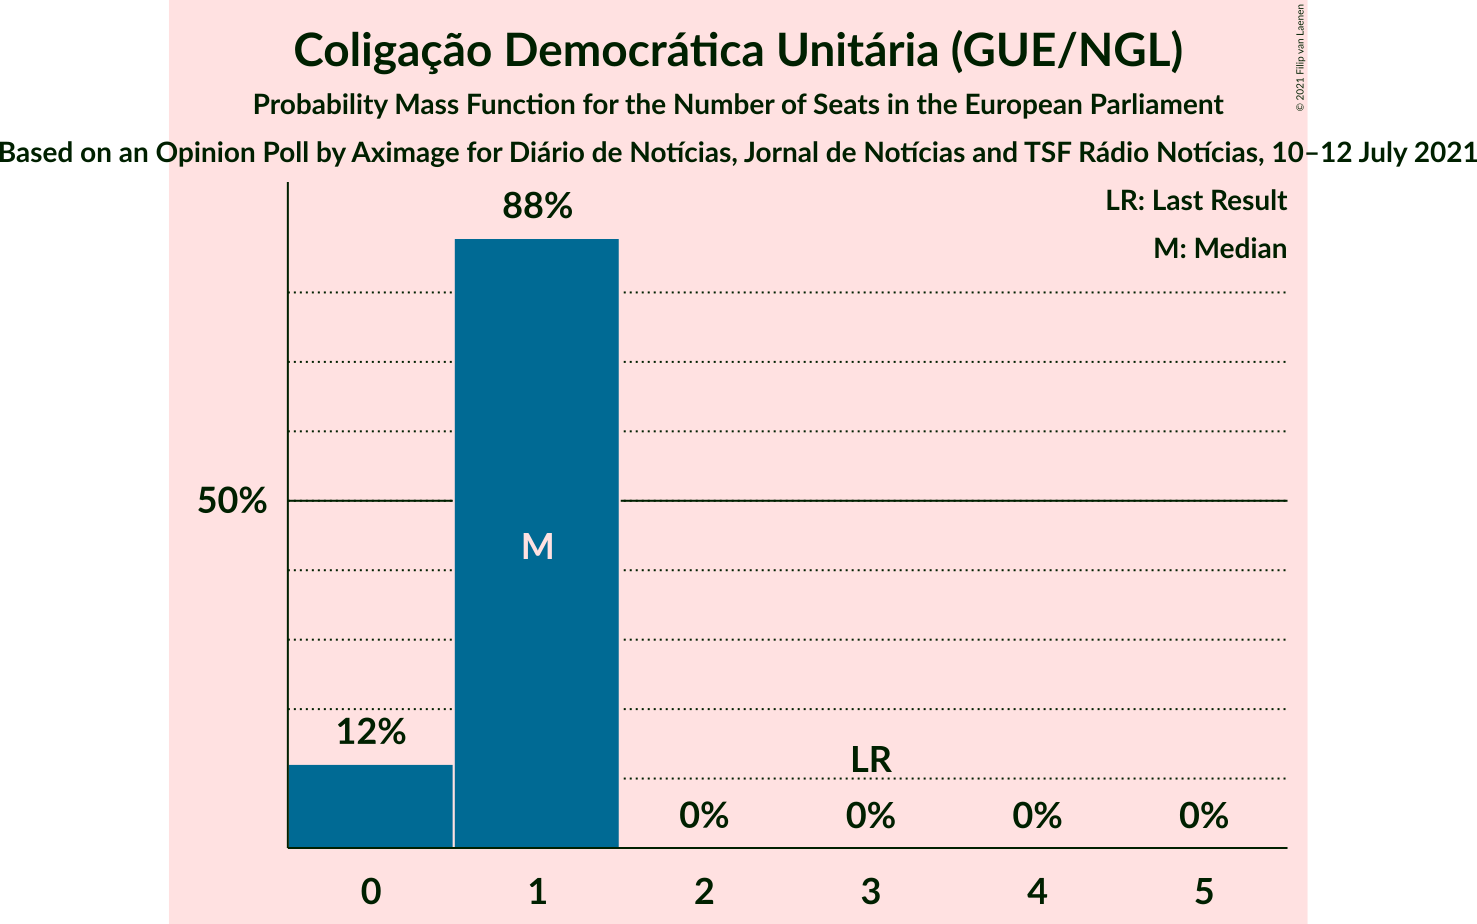 Coligação Democrática Unitária (GUE/NGL)
Probability Mass Function for the Number of Seats in the European Parliament
Based on an Opinion Poll by Aximage for Diário de Notícias, Jornal de Notícias and TSF Rádio Notícias, 10–12 July 2021
© 2021 Filip van Laenen
LR: Last Result
M: Median
88%
50%
M
12%
LR
0% 0% 0% 0%
0 1 2 3 4 5